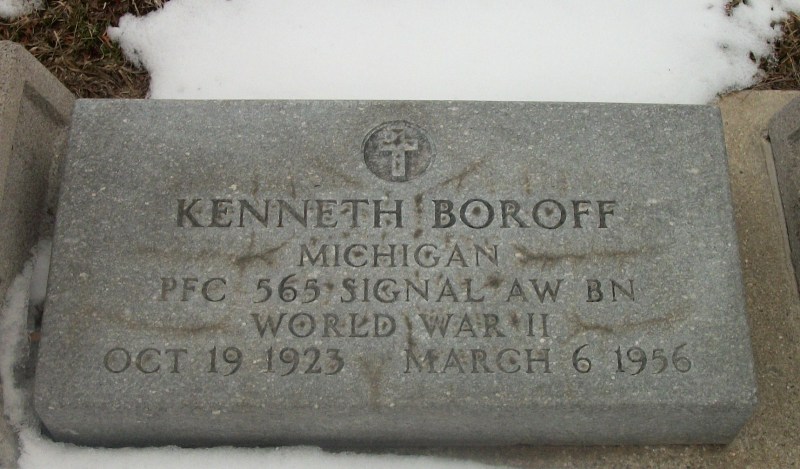 KENNETH BOROFF
MICHIGAN
PFC 565 SIGNAL AW BN
WORLD WAR II
OCT 19 1923 MARCH 6 1956